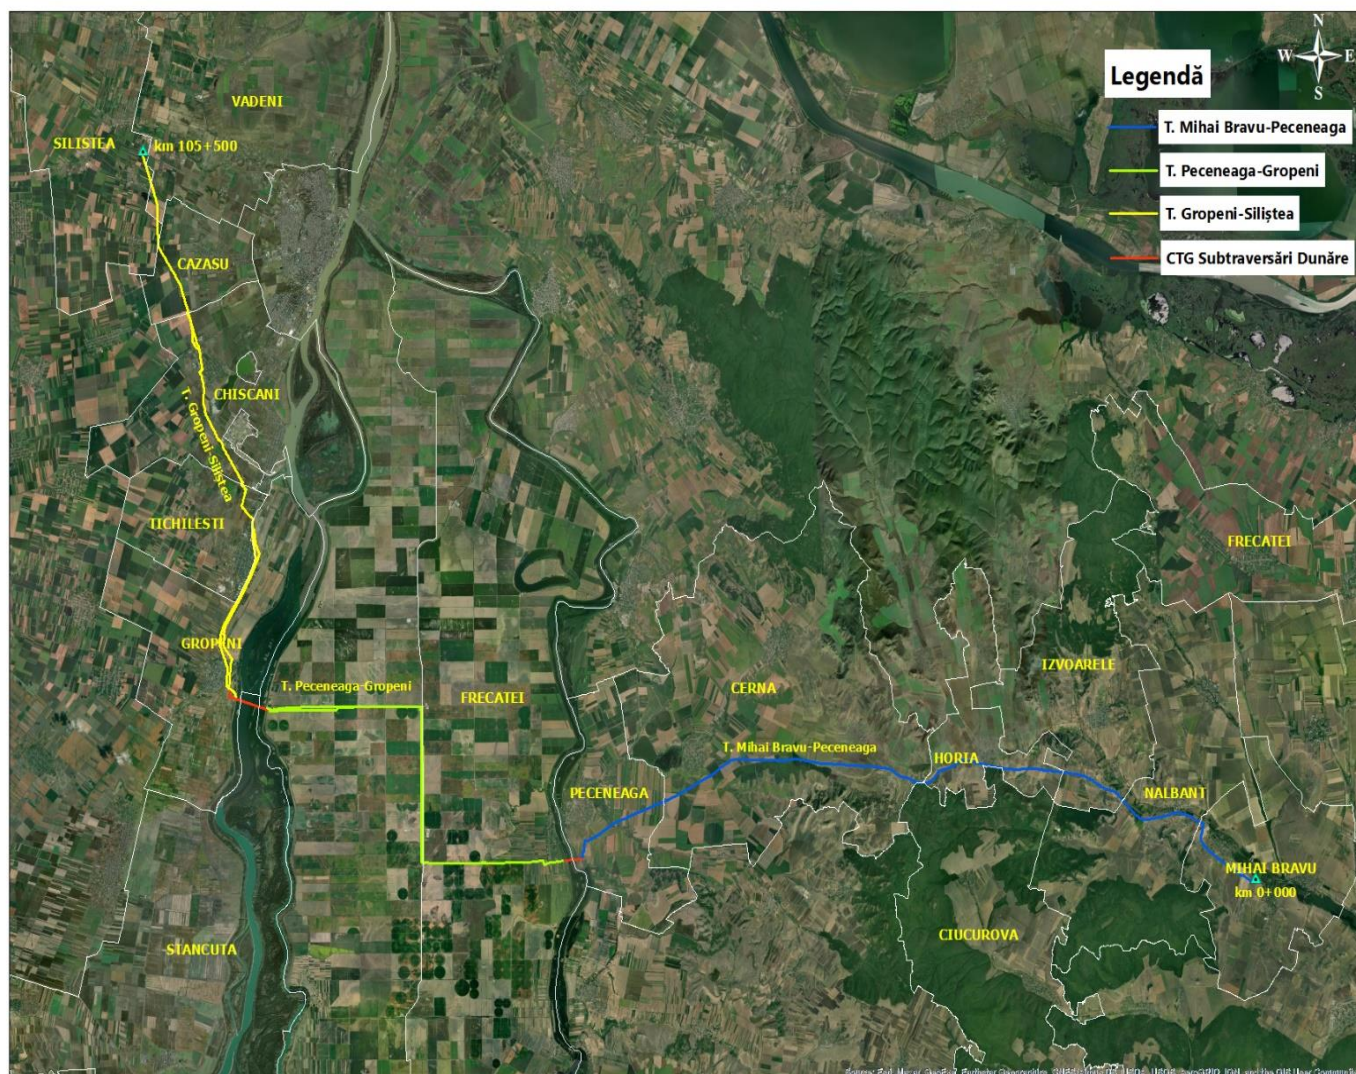 N
W E
S
Legendă
T. Mihai Bravu-Peceneaga
T. Peceneaga-Gropeni
T. Gropeni-Siliștea
CTG Subtraversări Dunăre
VADENI
SILISTEA
km 105+500
CAZASU
CHISCANI
T. Gropeni-Siliștea
TICHILESTI
FRECATEI
GROPENI
IZVOARELE
T. Peceneaga-Gropeni
FRECATEI
CERNA
T. Mihai Bravu-Peceneaga
HORIA
PECENEAGA
NALBANT
MIHAI BRAVU
km 0+000
CIUCUROVA
STANCUTA